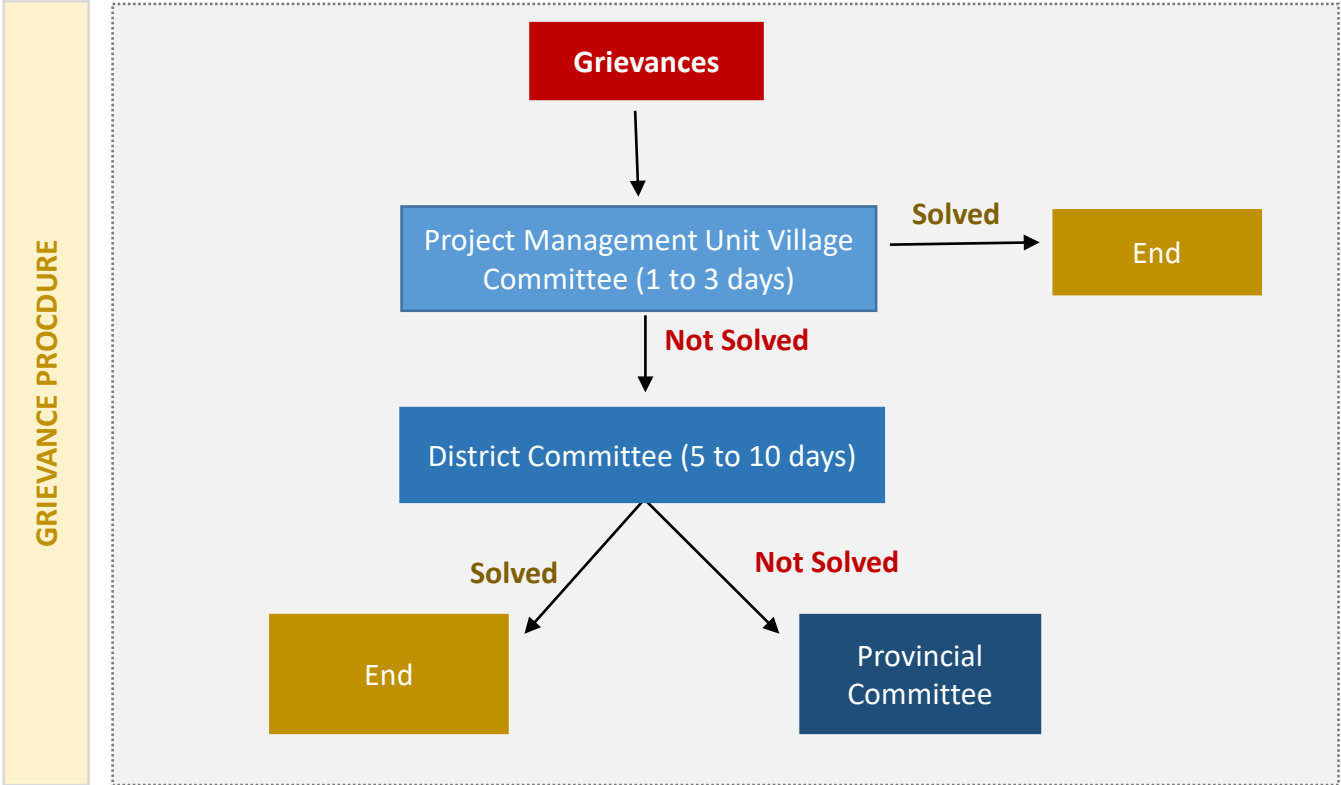 GRIEVANCE PROCDURE
Grievances
Project Management Unit Village
Committee (1 to 3 days)
Solved
End
Not Solved
District Committee (5 to 10 days)
Solved
Not Solved
End
Provincial
Committee